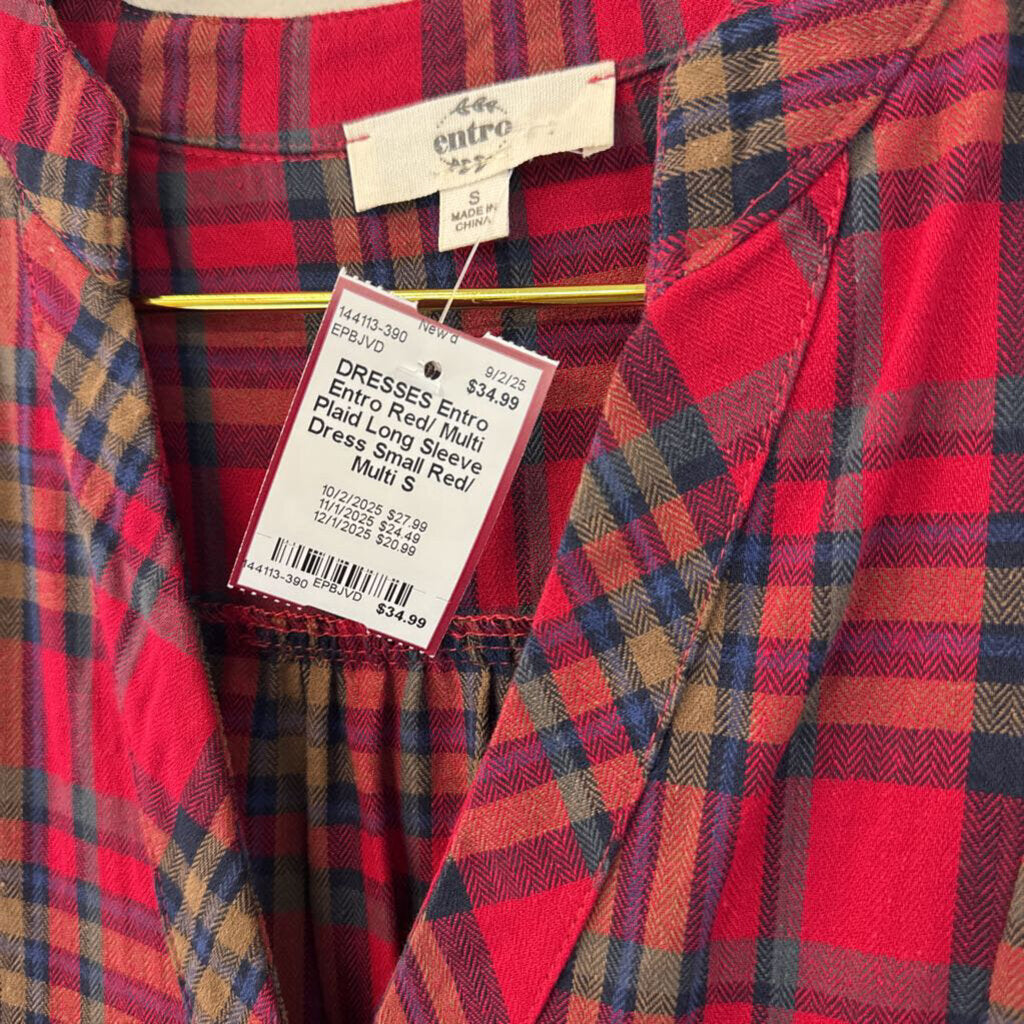 entro
S
MADE IN
CHINA
144113-390 New'd 9/2/25
EPBJVD $34.99
DRESSES Entro
Entro Red/ Multi
Plaid Long Sleeve
Dress Small Red/
Multi S
10/2/2025 $27.99
11/1/2025 $24.49
12/1/2025 $20.99
144113-390 EPBJVD $34.99